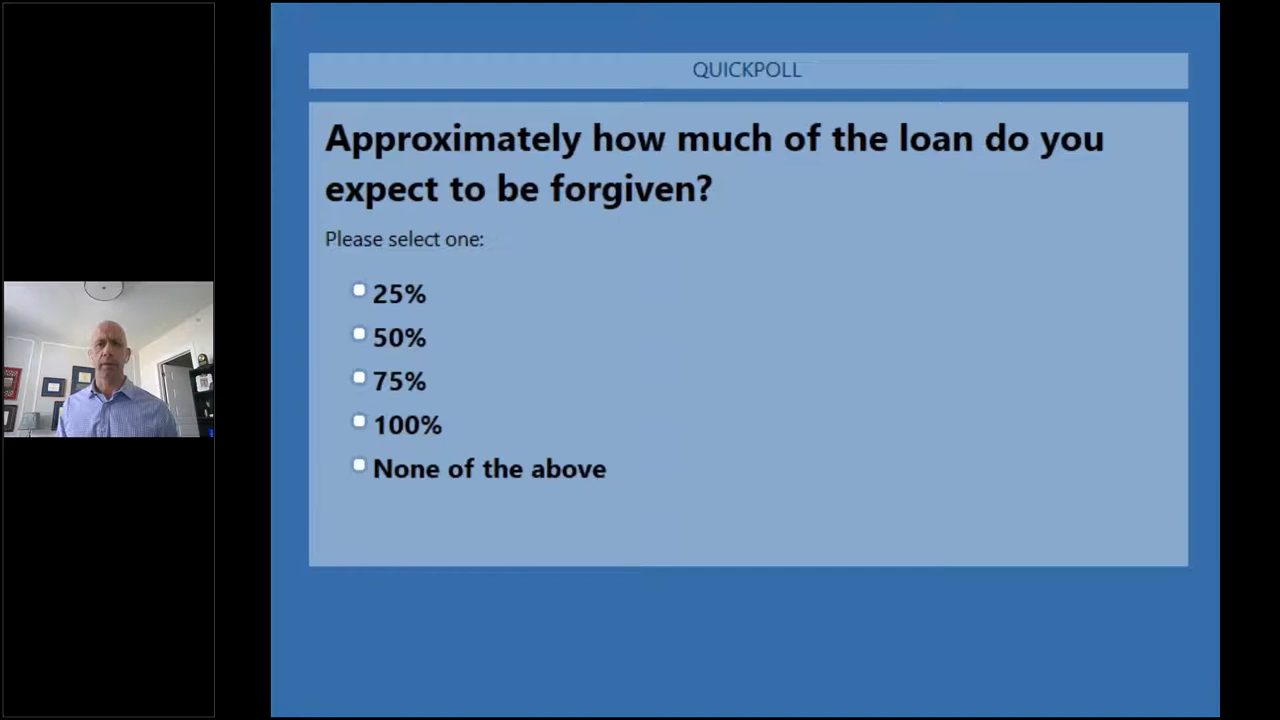 QUICKPOLL
Approximately how much of the loan do you
expect to be forgiven?
Please select one:
25%
50%
75%
100%
None of the above